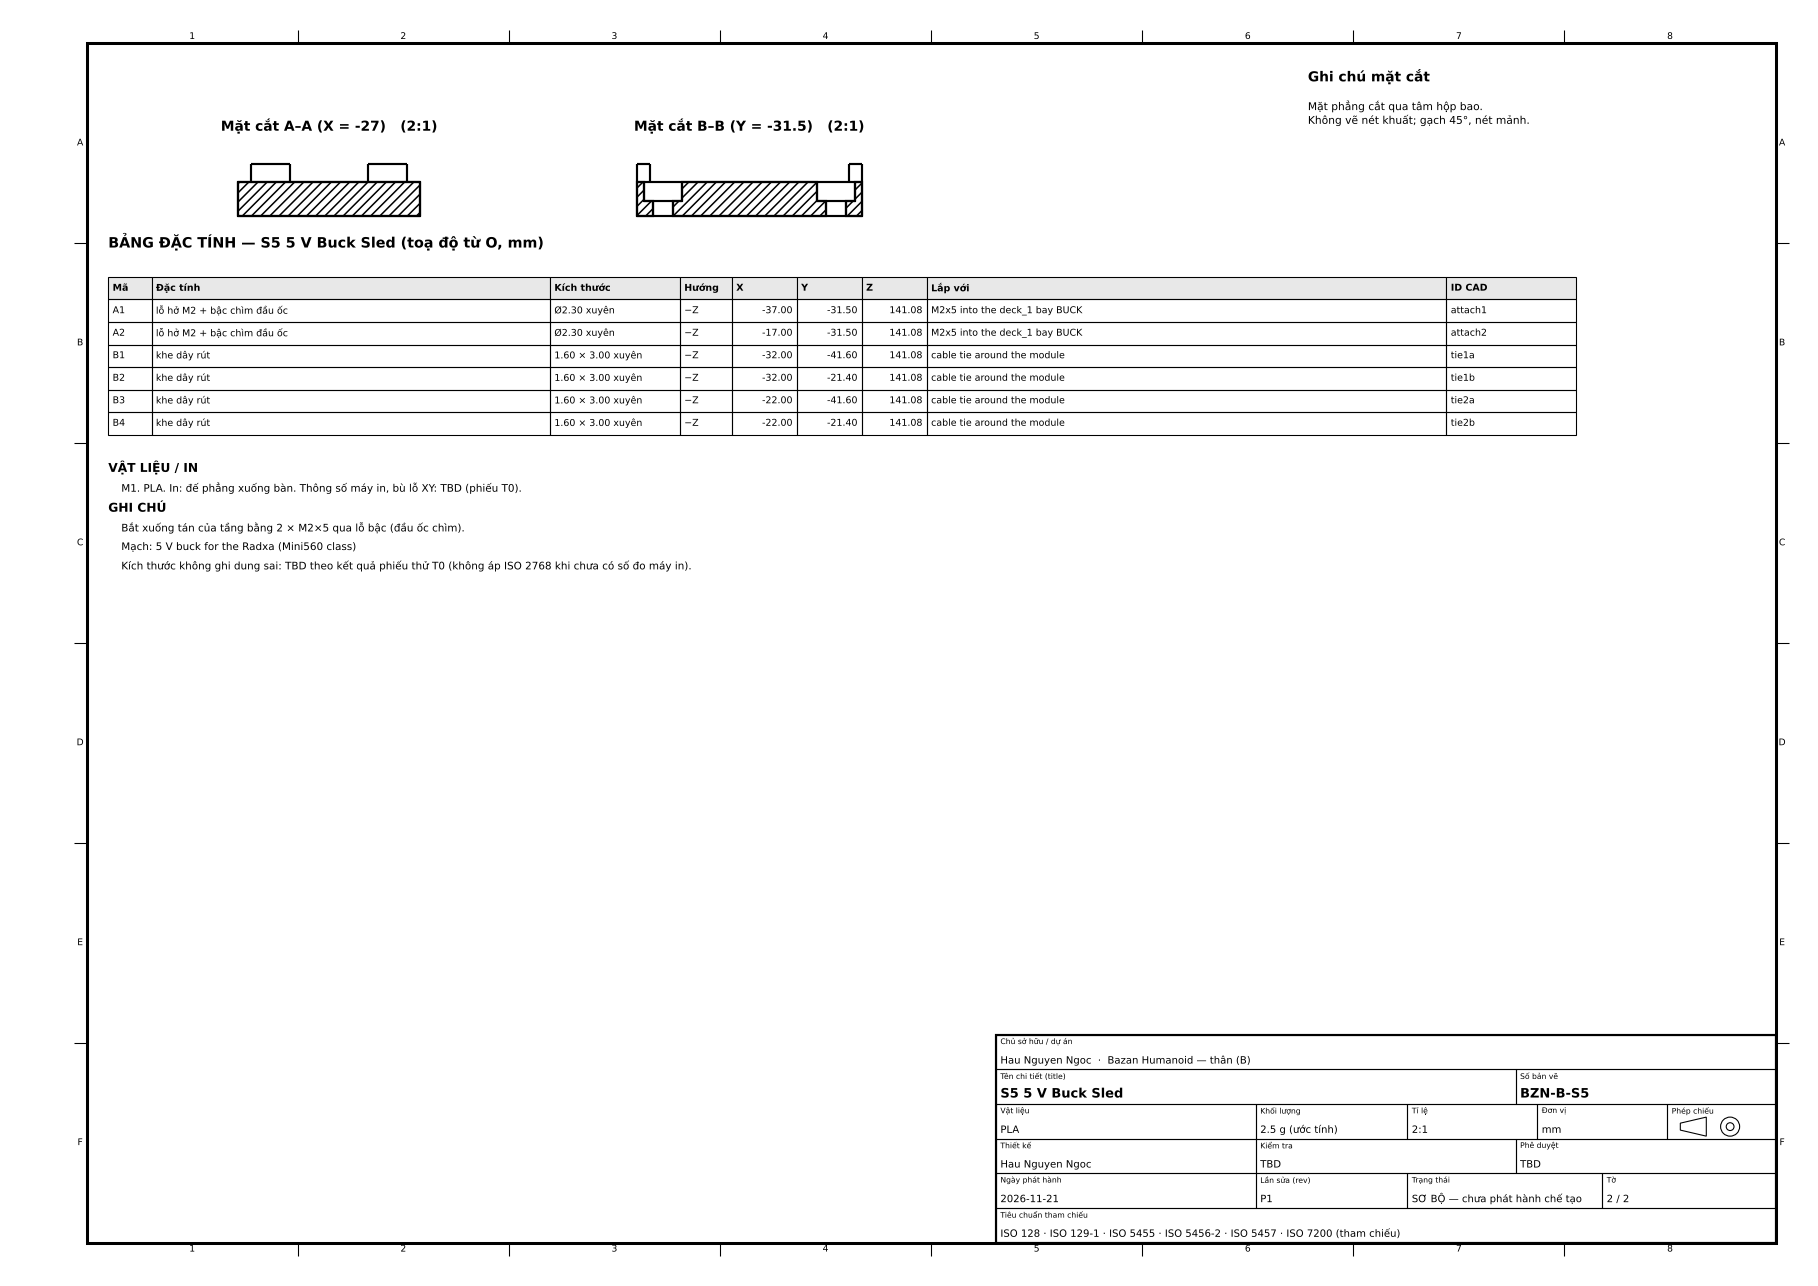 1 2 3 4 5 6 7 8
Ghi chú mặt cắt
Mặt phẳng cắt qua tâm hộp bao.
Không vẽ nét khuất; gạch 45°, nét mảnh.
Mặt cắt A–A (X = -27) (2:1) Mặt cắt B–B (Y = -31.5) (2:1)
A A
BẢNG ĐẶC TÍNH — S5 5 V Buck Sled (toạ độ từ O, mm)
Mã Đặc tính Kích thước Hướng X Y Z Lắp với ID CAD
A1 lỗ hở M2 + bậc chìm đầu ốc Ø2.30 xuyên −Z -37.00 -31.50 141.08 M2x5 into the deck_1 bay BUCK attach1
A2 lỗ hở M2 + bậc chìm đầu ốc Ø2.30 xuyên −Z -17.00 -31.50 141.08 M2x5 into the deck_1 bay BUCK attach2
B B
B1 khe dây rút 1.60 × 3.00 xuyên −Z -32.00 -41.60 141.08 cable tie around the module tie1a
B2 khe dây rút 1.60 × 3.00 xuyên −Z -32.00 -21.40 141.08 cable tie around the module tie1b
B3 khe dây rút 1.60 × 3.00 xuyên −Z -22.00 -41.60 141.08 cable tie around the module tie2a
B4 khe dây rút 1.60 × 3.00 xuyên −Z -22.00 -21.40 141.08 cable tie around the module tie2b
VẬT LIỆU / IN
M1. PLA. In: đế phẳng xuống bàn. Thông số máy in, bù lỗ XY: TBD (phiếu T0).
GHI CHÚ
Bắt xuống tán của tầng bằng 2 × M2×5 qua lỗ bậc (đầu ốc chìm).
C C
Mạch: 5 V buck for the Radxa (Mini560 class)
Kích thước không ghi dung sai: TBD theo kết quả phiếu thử T0 (không áp ISO 2768 khi chưa có số đo máy in).
D D
E E
Chủ sở hữu / dự án
Hau Nguyen Ngoc · Bazan Humanoid — thân (B)
Tên chi tiết (title) Số bản vẽ
S5 5 V Buck Sled BZN-B-S5
Vật liệu Khối lượng Tỉ lệ Đơn vị Phép chiếu
PLA 2.5 g (ước tính) 2:1 mm
F F
Thiết kế Kiểm tra Phê duyệt
Hau Nguyen Ngoc TBD TBD
Ngày phát hành Lần sửa (rev) Trạng thái Tờ
2026-11-21 P1 SƠ BỘ — chưa phát hành chế tạo 2 / 2
Tiêu chuẩn tham chiếu
ISO 128 · ISO 129-1 · ISO 5455 · ISO 5456-2 · ISO 5457 · ISO 7200 (tham chiếu)
1 2 3 4 5 6 7 8